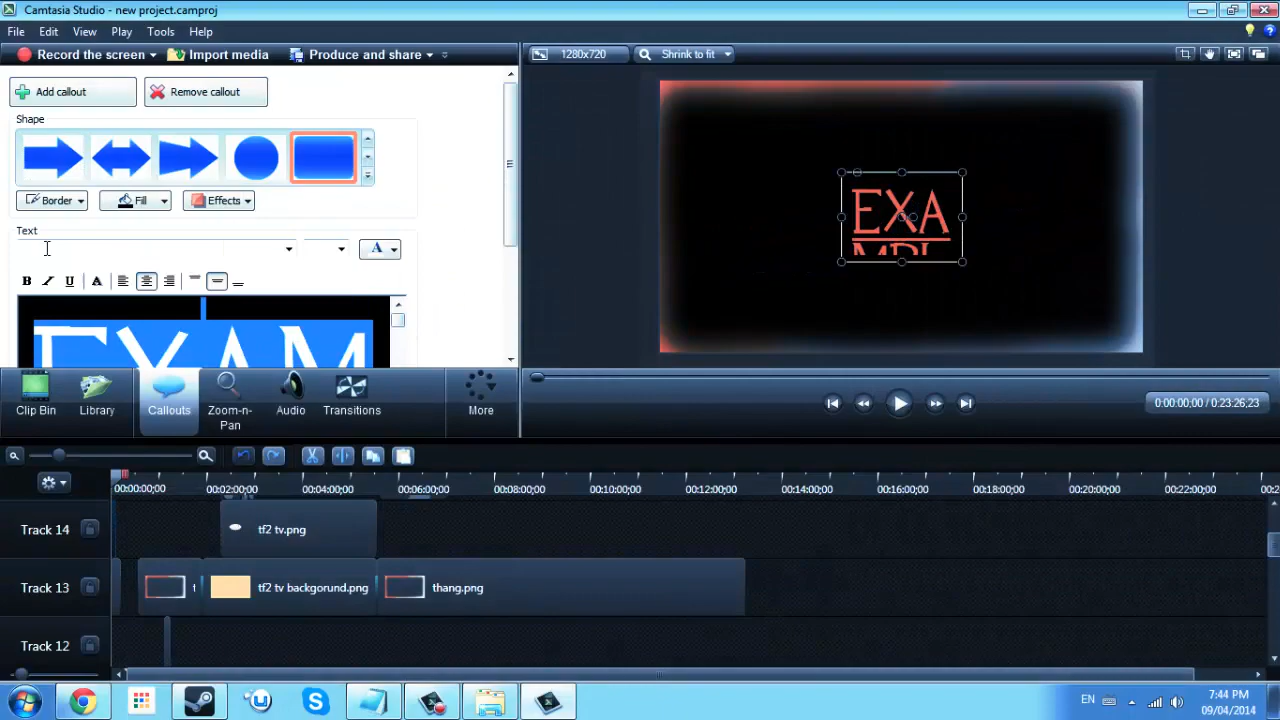 Camtasia Studio - new project.camproj
File Edit View Play Tools Help
Record the screen Import media Produce and share
1280x720 Shrink to fit
Add callout Remove callout
Shape
Border Fill Effects
Text
A
B I U A
EXAM
EXA
MPL
Clip Bin Library Callouts Zoom-n-Pan Audio Transitions More
0:00:00;00 / 0:23:26;23
00:00:00;00 00:02:00;00 00:04:00;00 00:06:00;00 00:08:00;00 00:10:00;00 00:12:00;00 00:14:00;00 00:16:00;00 00:18:00;00 00:20:00;00 00:22:00;00
Track 14 tf2 tv.png
Track 13 t tf2 tv backgorund.png thang.png
Track 12
EN 7:44 PM
09/04/2014